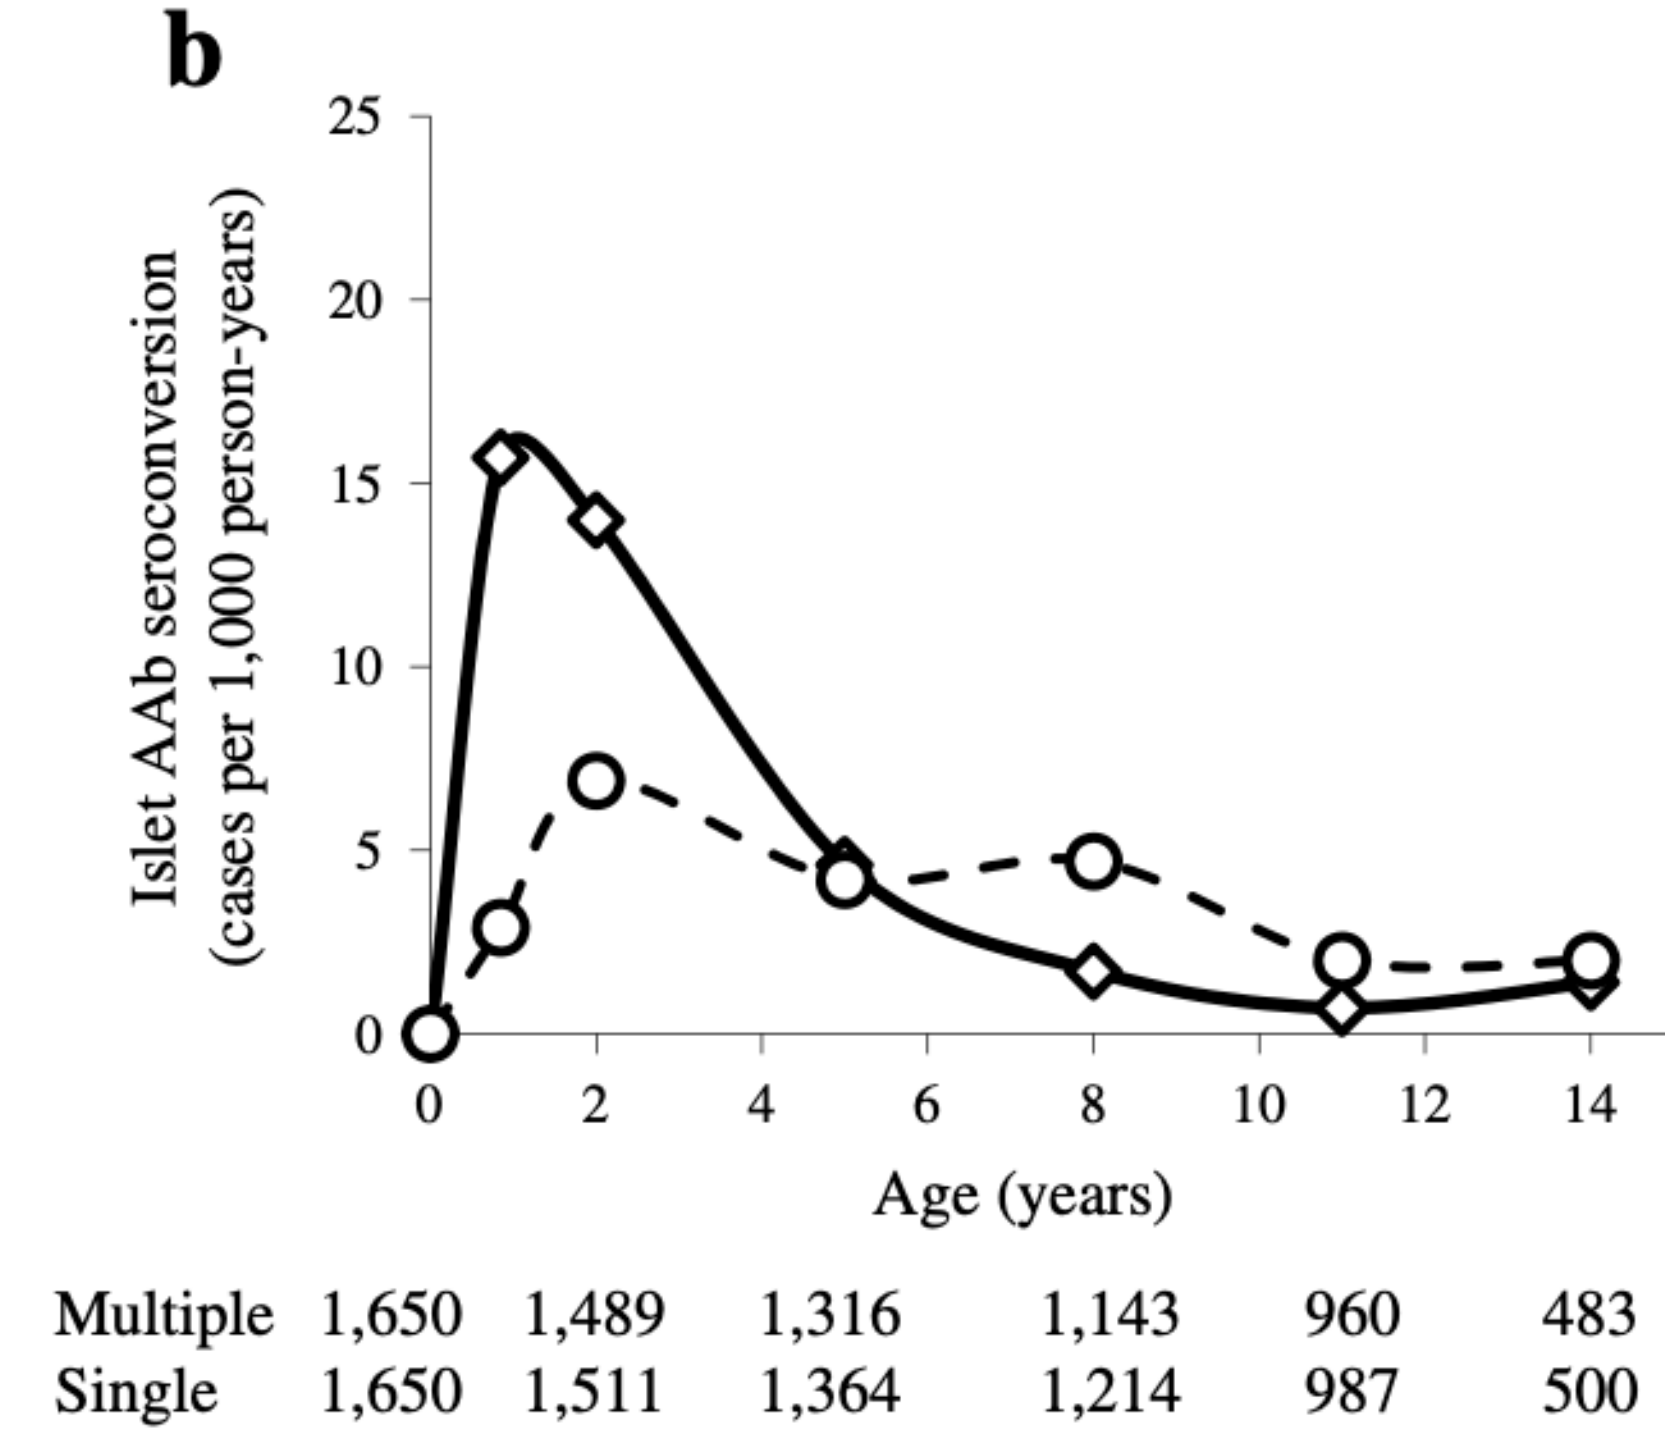 b
Islet AAb seroconversion
(cases per 1,000 person-years)
25
20
15
10
5
0
0 2 4 6 8 10 12 14
Age (years)
Multiple 1,650 1,489 1,316 1,143 960 483
Single 1,650 1,511 1,364 1,214 987 500